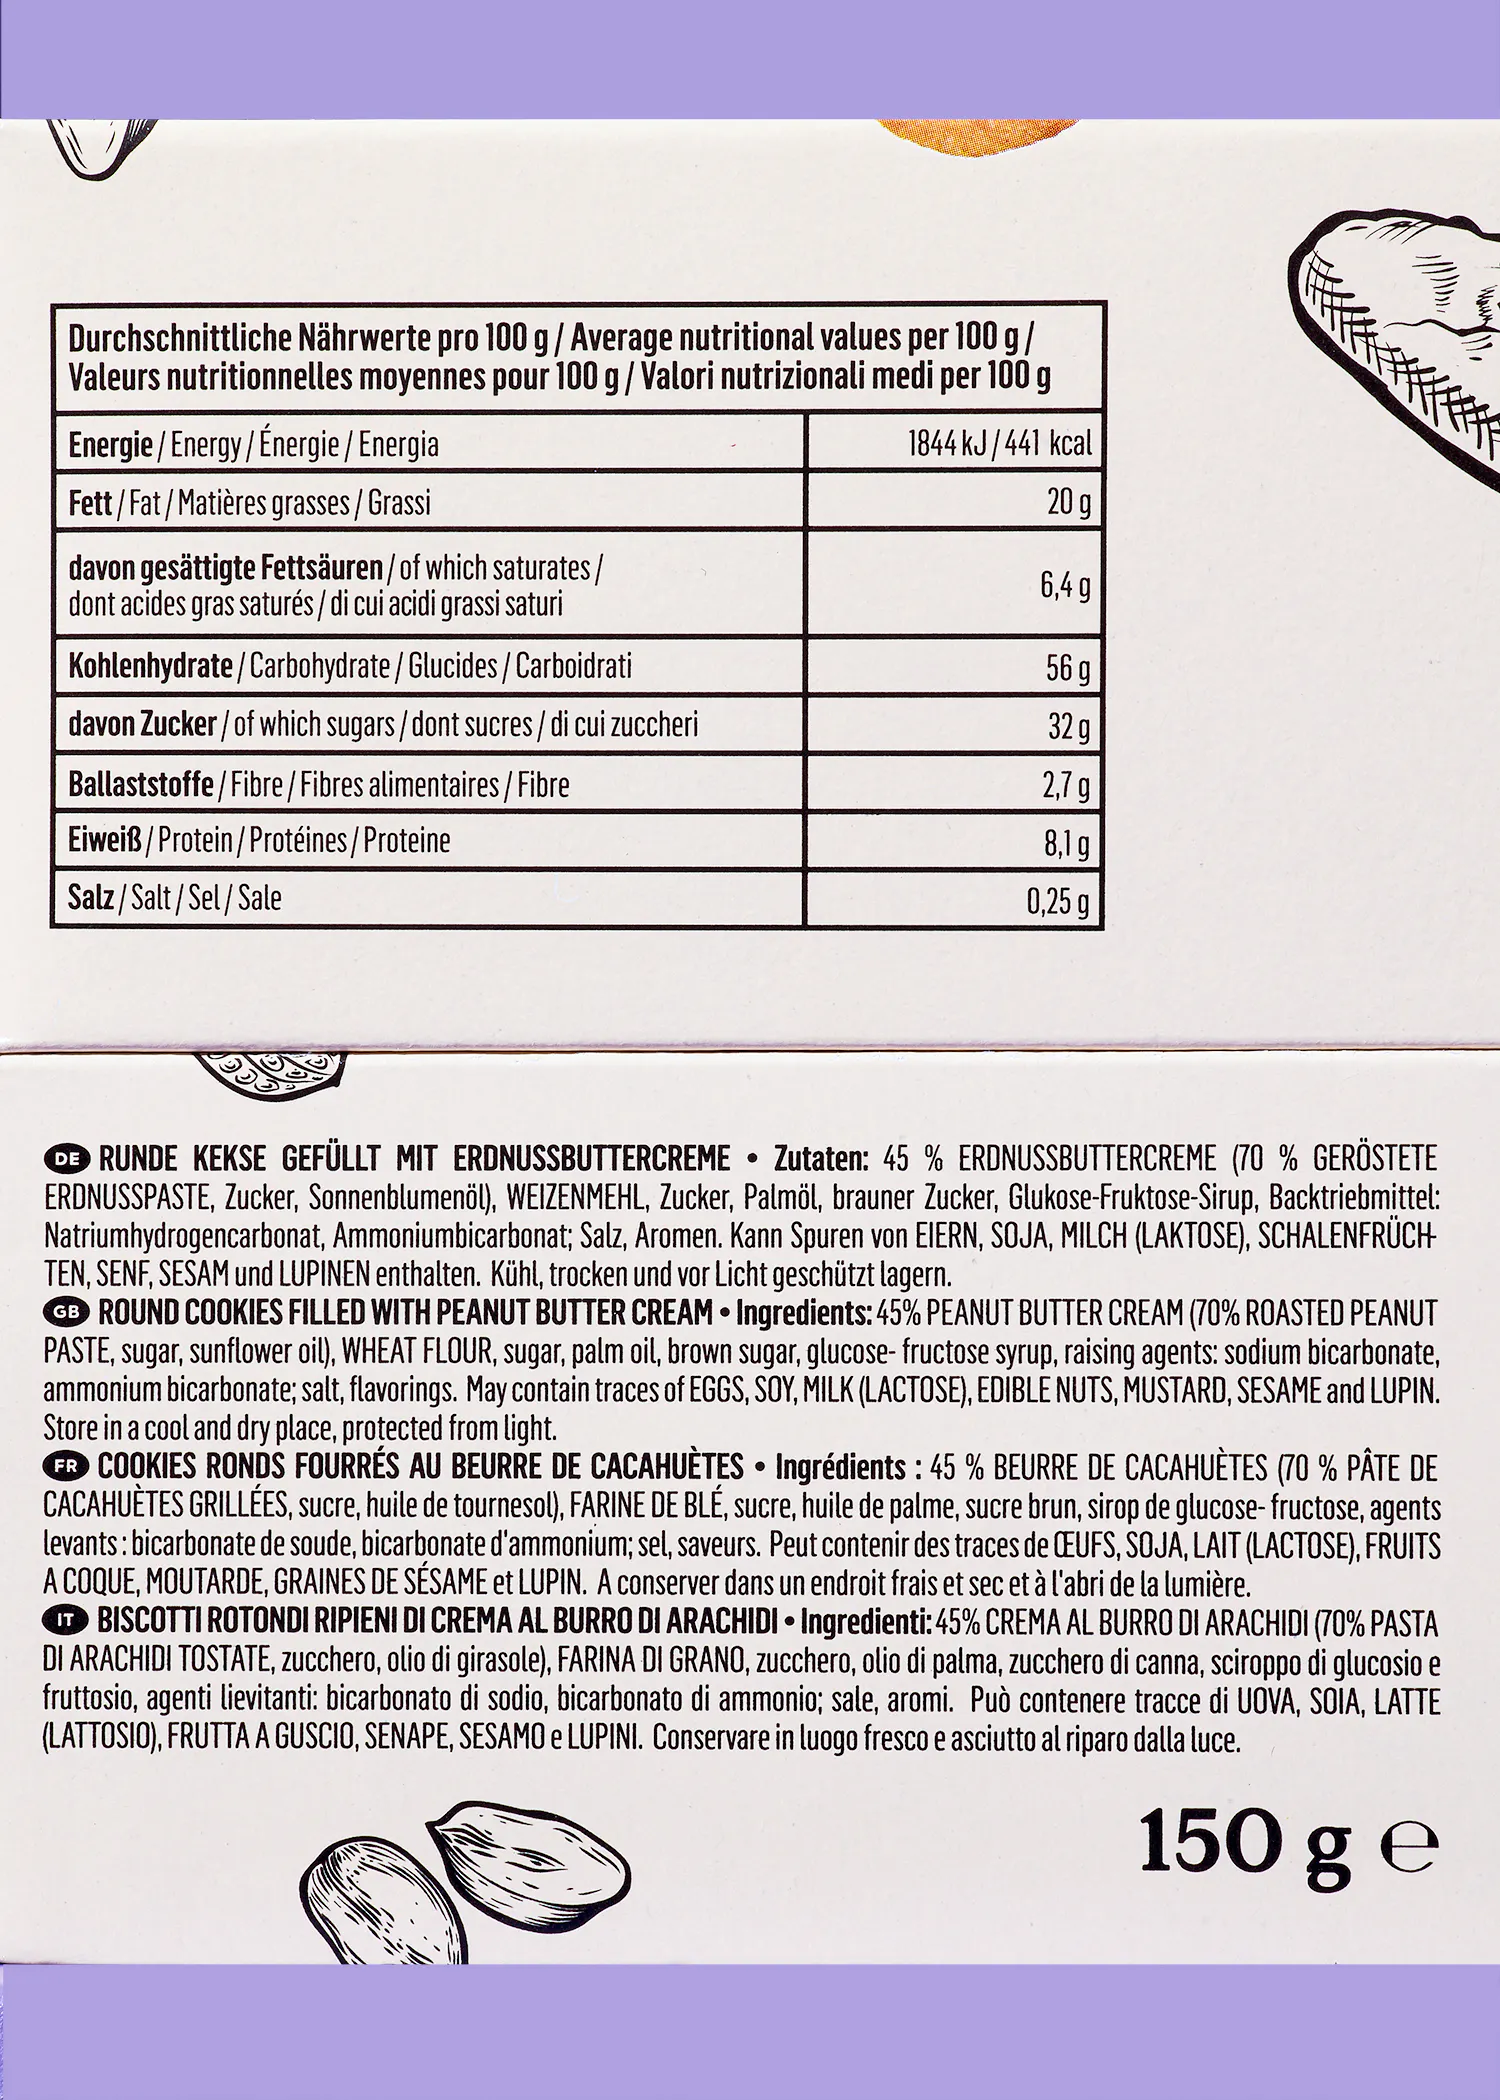 Durchschnittliche Nährwerte pro 100 g / Average nutritional values per 100 g /
Valeurs nutritionnelles moyennes pour 100 g / Valori nutrizionali medi per 100 g
Energie / Energy / Énergie / Energia 1844 kJ / 441 kcal
Fett / Fat / Matières grasses / Grassi 20 g
davon gesättigte Fettsäuren / of which saturates /
dont acides gras saturés / di cui acidi grassi saturi 6,4 g
Kohlenhydrate / Carbohydrate / Glucides / Carboidrati 56 g
davon Zucker / of which sugars / dont sucres / di cui zuccheri 32 g
Ballaststoffe / Fibre / Fibres alimentaires / Fibre 2,7 g
Eiweiß / Protein / Protéines / Proteine 8,1 g
Salz / Salt / Sel / Sale 0,25 g
DE RUNDE KEKSE GEFÜLLT MIT ERDNUSSBUTTERCREME • Zutaten: 45 % ERDNUSSBUTTERCREME (70 % GERÖSTETE
ERDNUSSPASTE, Zucker, Sonnenblumenöl), WEIZENMEHL, Zucker, Palmöl, brauner Zucker, Glukose-Fruktose-Sirup, Backtriebmittel:
Natriumhydrogencarbonat, Ammoniumbicarbonat; Salz, Aromen. Kann Spuren von EIERN, SOJA, MILCH (LAKTOSE), SCHALENFRÜCH-
TEN, SENF, SESAM und LUPINEN enthalten. Kühl, trocken und vor Licht geschützt lagern.
GB ROUND COOKIES FILLED WITH PEANUT BUTTER CREAM • Ingredients: 45% PEANUT BUTTER CREAM (70% ROASTED PEANUT
PASTE, sugar, sunflower oil), WHEAT FLOUR, sugar, palm oil, brown sugar, glucose- fructose syrup, raising agents: sodium bicarbonate,
ammonium bicarbonate; salt, flavorings. May contain traces of EGGS, SOY, MILK (LACTOSE), EDIBLE NUTS, MUSTARD, SESAME and LUPIN.
Store in a cool and dry place, protected from light.
FR COOKIES RONDS FOURRÉS AU BEURRE DE CACAHUÈTES • Ingrédients : 45 % BEURRE DE CACAHUÈTES (70 % PÂTE DE
CACAHUÈTES GRILLÉES, sucre, huile de tournesol), FARINE DE BLÉ, sucre, huile de palme, sucre brun, sirop de glucose- fructose, agents
levants : bicarbonate de soude, bicarbonate d'ammonium; sel, saveurs. Peut contenir des traces de ŒUFS, SOJA, LAIT (LACTOSE), FRUITS
A COQUE, MOUTARDE, GRAINES DE SÉSAME et LUPIN. A conserver dans un endroit frais et sec et à l'abri de la lumière.
IT BISCOTTI ROTONDI RIPIENI DI CREMA AL BURRO DI ARACHIDI • Ingredienti: 45% CREMA AL BURRO DI ARACHIDI (70% PASTA
DI ARACHIDI TOSTATE, zucchero, olio di girasole), FARINA DI GRANO, zucchero, olio di palma, zucchero di canna, sciroppo di glucosio e
fruttosio, agenti lievitanti: bicarbonato di sodio, bicarbonato di ammonio; sale, aromi. Può contenere tracce di UOVA, SOIA, LATTE
(LATTOSIO), FRUTTA A GUSCIO, SENAPE, SESAMO e LUPINI. Conservare in luogo fresco e asciutto al riparo dalla luce.
150 g ℮